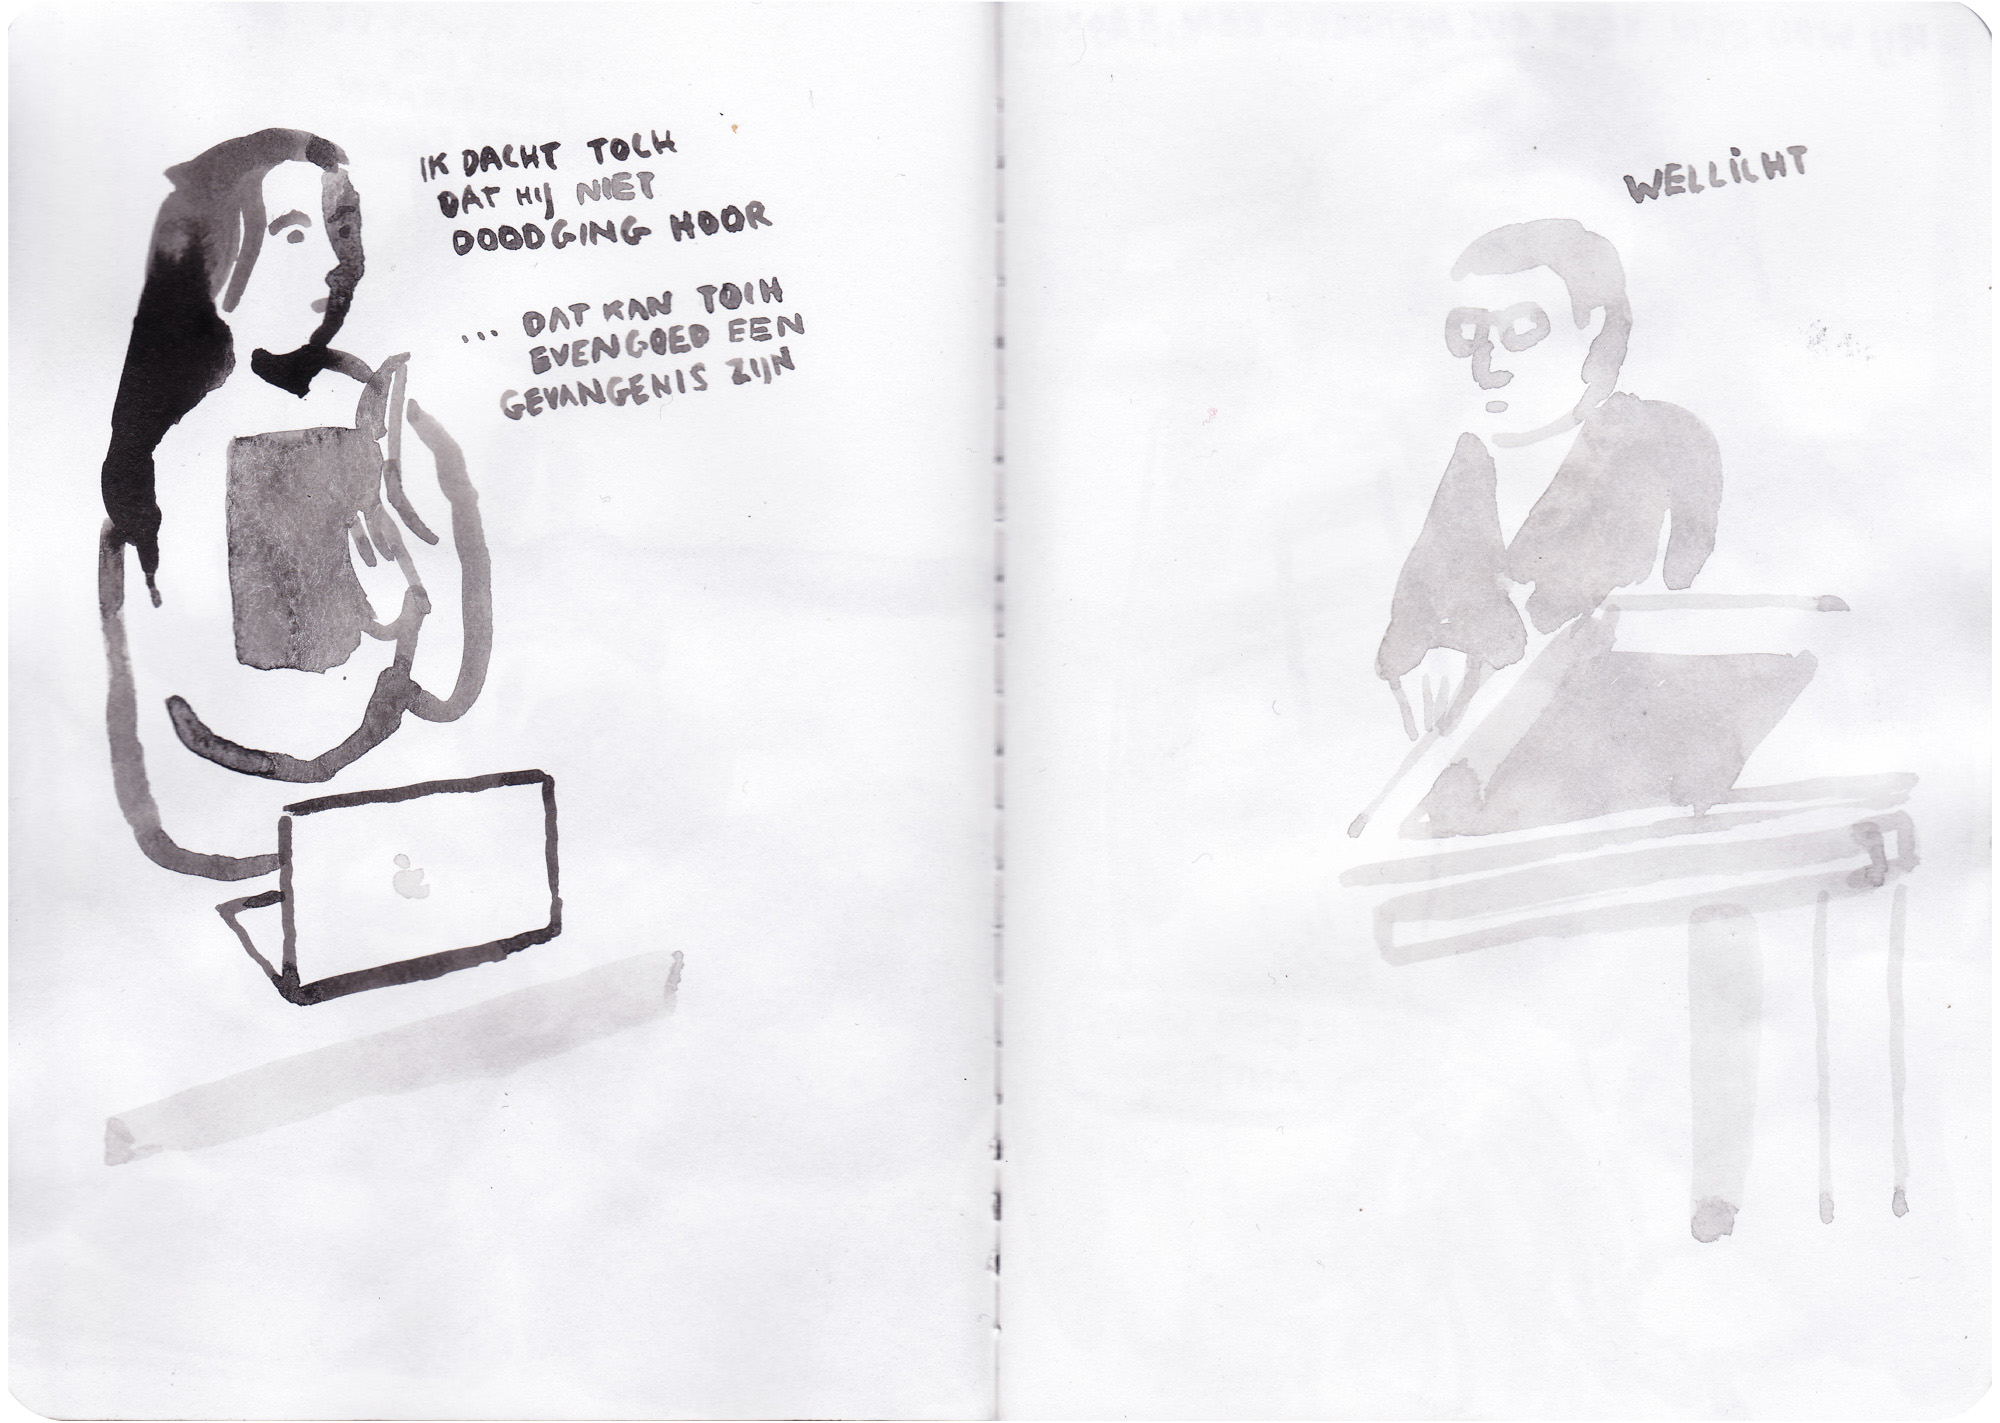 IK DACHT TOCH
DAT HIJ NIET
DOODGING HOOR
... DAT KAN TOCH
EVENGOED EEN
GEVANGENIS ZIJN
WELLICHT